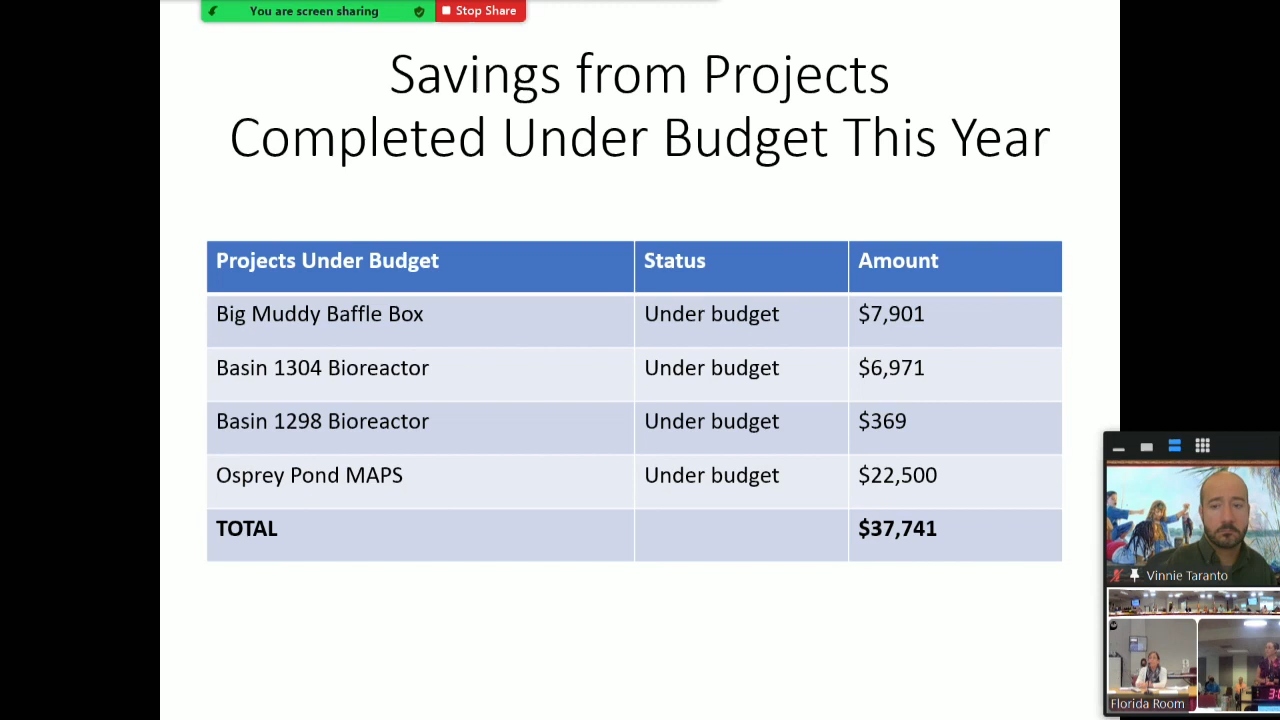 You are screen sharing
Stop Share
Savings from Projects
Completed Under Budget This Year
Projects Under Budget Status Amount
Big Muddy Baffle Box Under budget $7,901
Basin 1304 Bioreactor Under budget $6,971
Basin 1298 Bioreactor Under budget $369
Osprey Pond MAPS Under budget $22,500
TOTAL $37,741
Vinnie Taranto
Florida Room